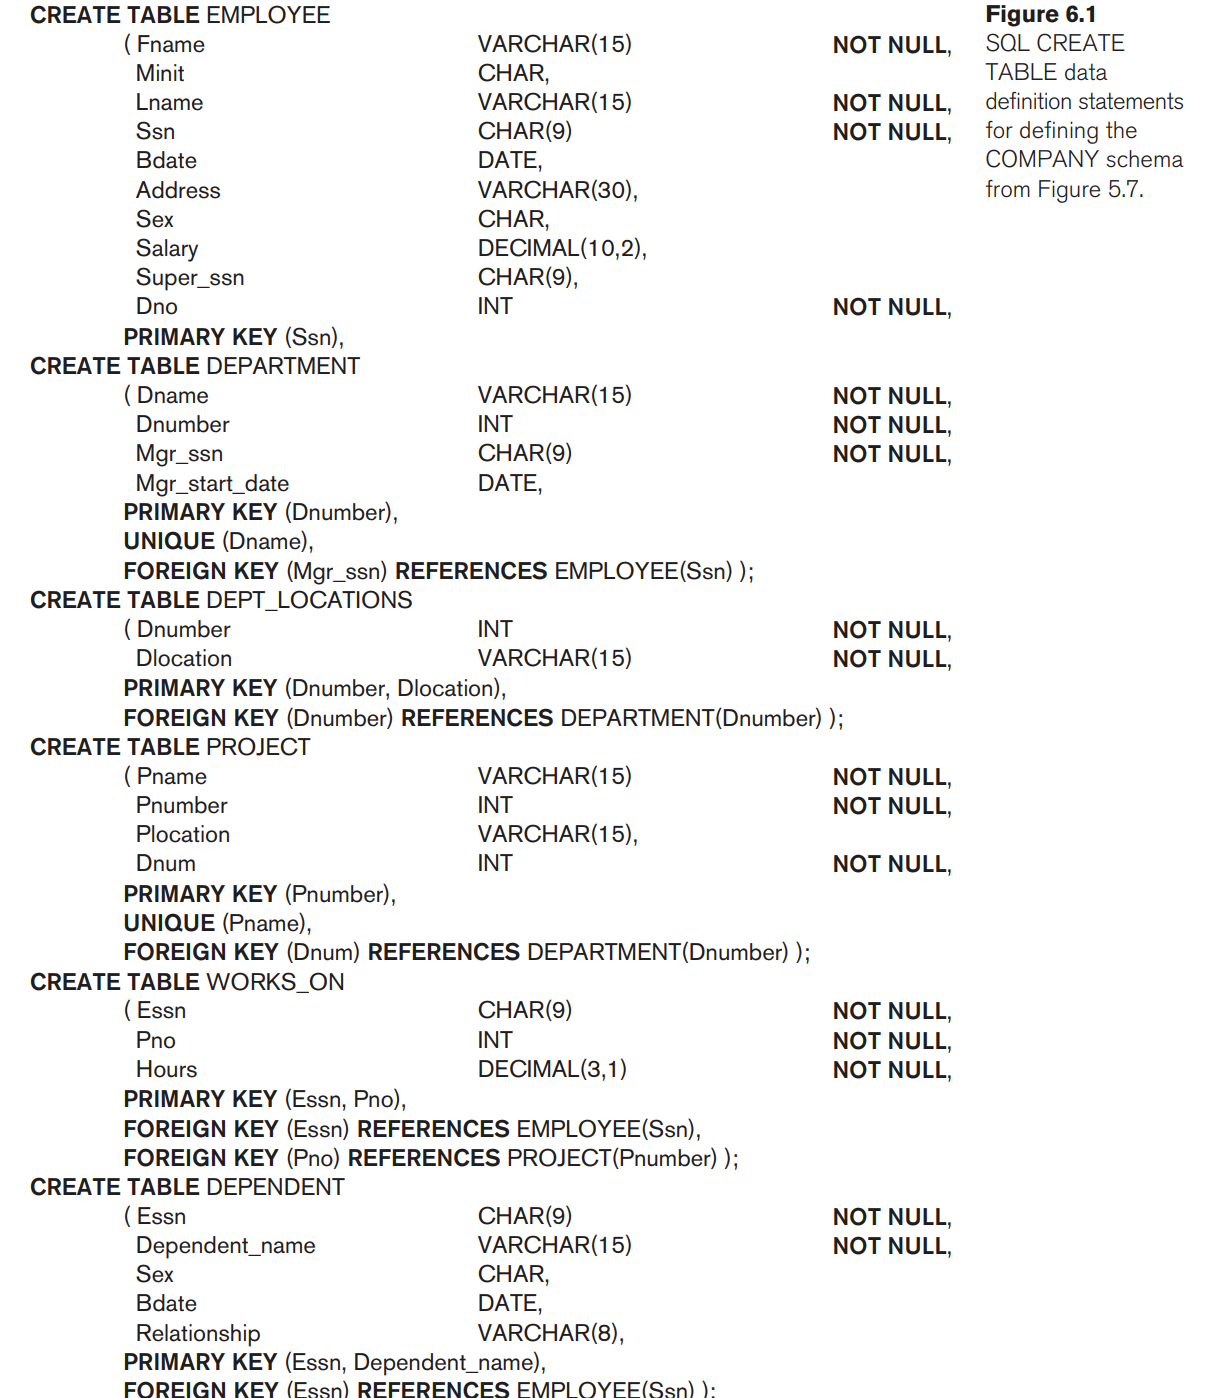 CREATE TABLE EMPLOYEE
( Fname VARCHAR(15) NOT NULL,
Minit CHAR,
Lname VARCHAR(15) NOT NULL,
Ssn CHAR(9) NOT NULL,
Bdate DATE,
Address VARCHAR(30),
Sex CHAR,
Salary DECIMAL(10,2),
Super_ssn CHAR(9),
Dno INT NOT NULL,
PRIMARY KEY (Ssn),
CREATE TABLE DEPARTMENT
( Dname VARCHAR(15) NOT NULL,
Dnumber INT NOT NULL,
Mgr_ssn CHAR(9) NOT NULL,
Mgr_start_date DATE,
PRIMARY KEY (Dnumber),
UNIQUE (Dname),
FOREIGN KEY (Mgr_ssn) REFERENCES EMPLOYEE(Ssn) );
CREATE TABLE DEPT_LOCATIONS
( Dnumber INT NOT NULL,
Dlocation VARCHAR(15) NOT NULL,
PRIMARY KEY (Dnumber, Dlocation),
FOREIGN KEY (Dnumber) REFERENCES DEPARTMENT(Dnumber) );
CREATE TABLE PROJECT
( Pname VARCHAR(15) NOT NULL,
Pnumber INT NOT NULL,
Plocation VARCHAR(15),
Dnum INT NOT NULL,
PRIMARY KEY (Pnumber),
UNIQUE (Pname),
FOREIGN KEY (Dnum) REFERENCES DEPARTMENT(Dnumber) );
CREATE TABLE WORKS_ON
( Essn CHAR(9) NOT NULL,
Pno INT NOT NULL,
Hours DECIMAL(3,1) NOT NULL,
PRIMARY KEY (Essn, Pno),
FOREIGN KEY (Essn) REFERENCES EMPLOYEE(Ssn),
FOREIGN KEY (Pno) REFERENCES PROJECT(Pnumber) );
CREATE TABLE DEPENDENT
( Essn CHAR(9) NOT NULL,
Dependent_name VARCHAR(15) NOT NULL,
Sex CHAR,
Bdate DATE,
Relationship VARCHAR(8),
PRIMARY KEY (Essn, Dependent_name),
FOREIGN KEY (Essn) REFERENCES EMPLOYEE(Ssn) );
Figure 6.1
SQL CREATE
TABLE data
definition statements
for defining the
COMPANY schema
from Figure 5.7.